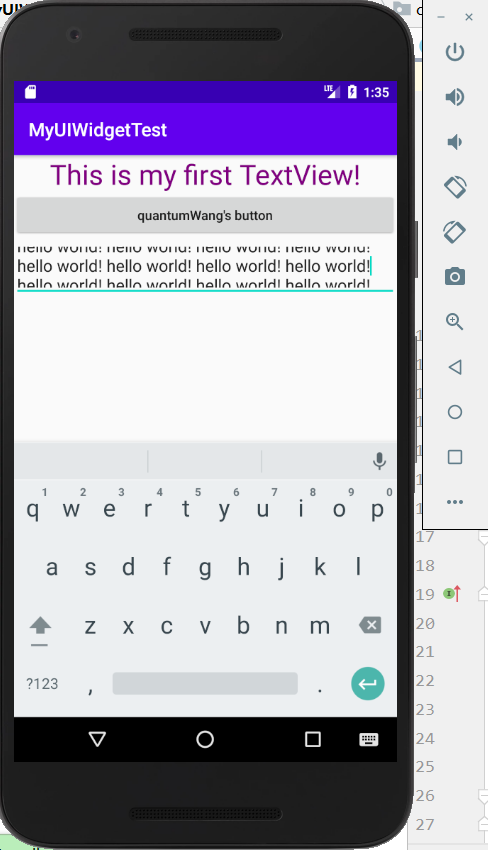 LTE 1:35
MyUIWidgetTest
This is my first TextView!
quantumWang's button
hello world! hello world! hello world! hello world!
hello world! hello world! hello world! hello world!
hello world! hello world! hello world! hello world!
1 2 3 4 5 6 7 8 9 0
q w e r t y u i o p
a s d f g h j k l
z x c v b n m
?123 , .
17
18
19
20
21
22
23
24
25
26
27